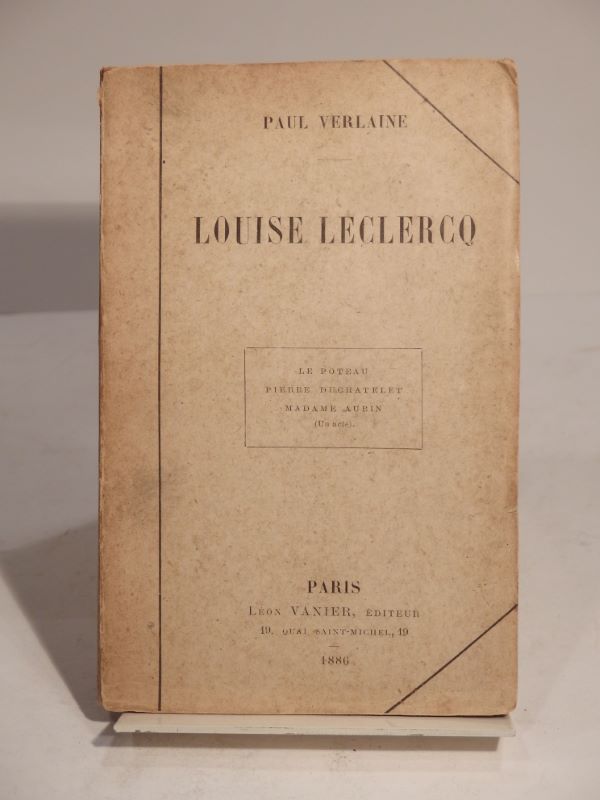 PAUL VERLAINE
LOUISE LECLERCQ
LE POTEAU
PIERRE DUCHATELET
MADAME AUBIN
(Un acte).
PARIS
LÉON VANIER, ÉDITEUR
19, QUAI SAINT-MICHEL, 19
1886